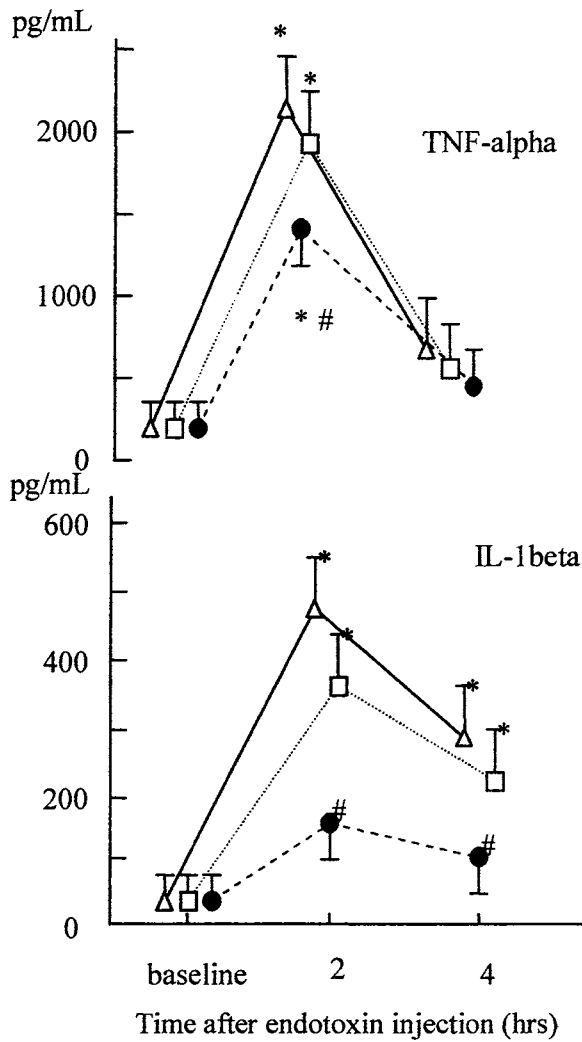 pg/mL
* *
2000
TNF-alpha
1000
* #
0
pg/mL
600
IL-1beta
*
*
400
*
*
200
#
#
0
baseline 2 4
Time after endotoxin injection (hrs)